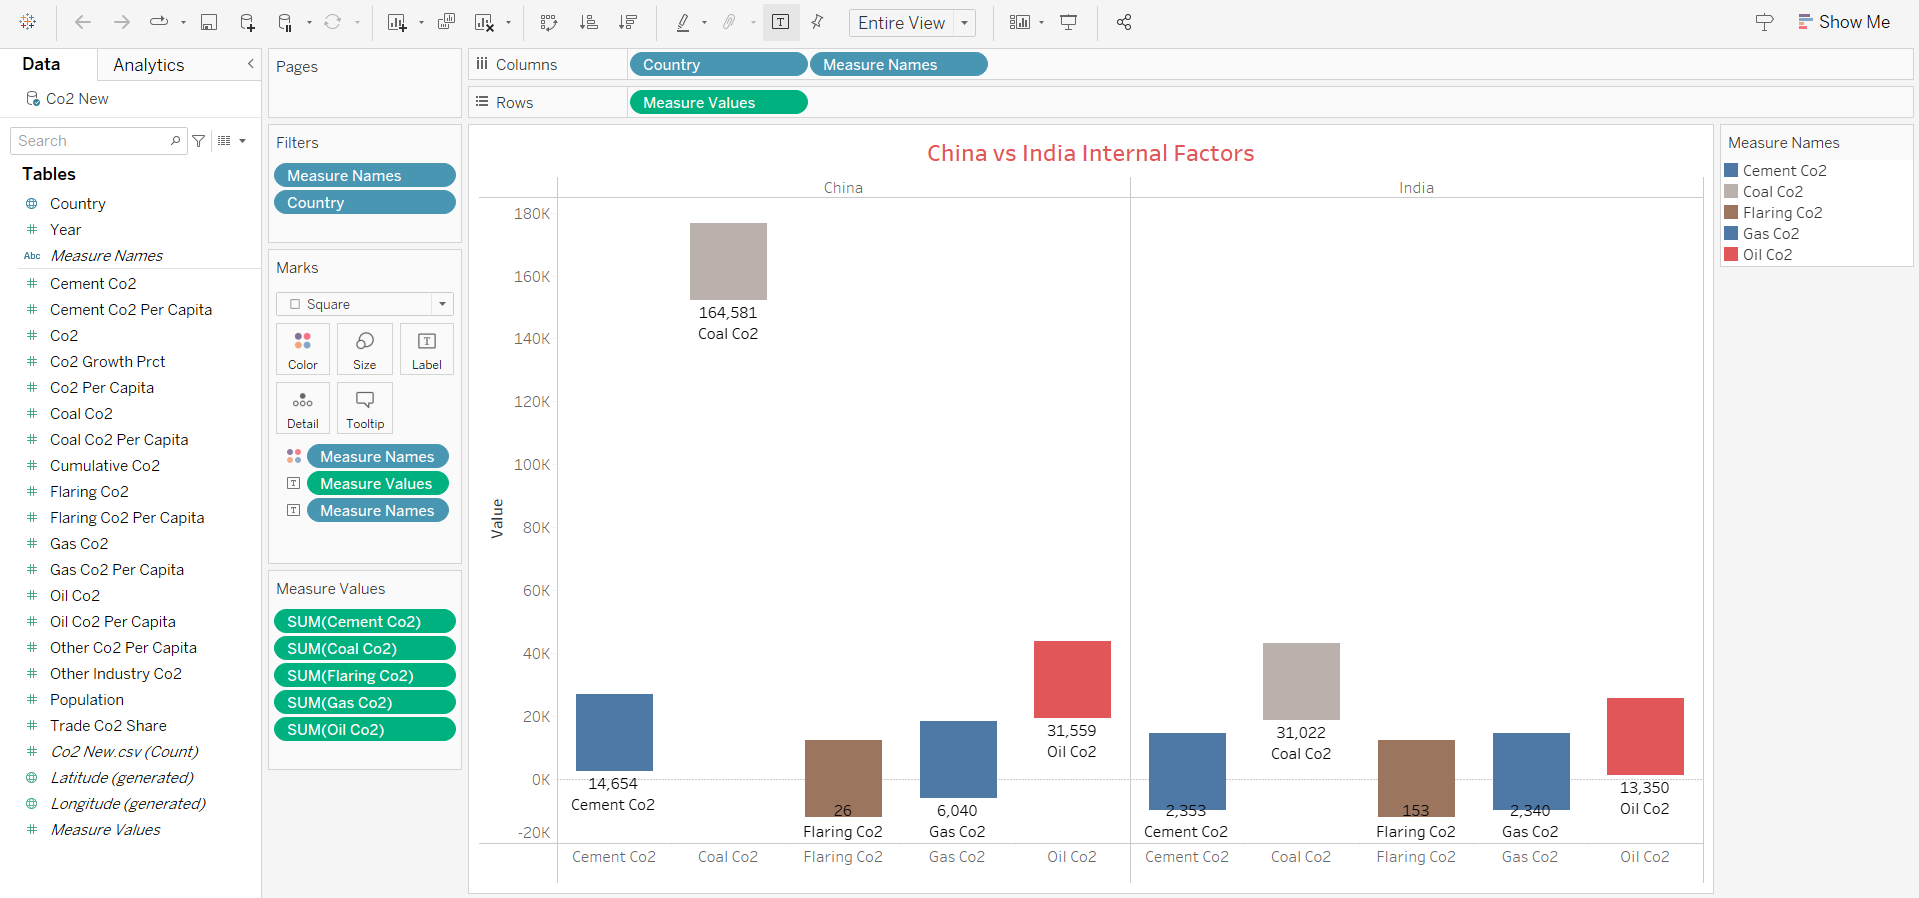 Entire View
Show Me
Data
Analytics
Co2 New
Search
Tables
Country
Year
Abc Measure Names
Cement Co2
Cement Co2 Per Capita
Co2
Co2 Growth Prct
Co2 Per Capita
Coal Co2
Coal Co2 Per Capita
Cumulative Co2
Flaring Co2
Flaring Co2 Per Capita
Gas Co2
Gas Co2 Per Capita
Oil Co2
Oil Co2 Per Capita
Other Co2 Per Capita
Other Industry Co2
Population
Trade Co2 Share
Co2 New.csv (Count)
Latitude (generated)
Longitude (generated)
Measure Values
Pages
Filters
Measure Names
Country
Marks
Square
Color
Size
Label
Detail
Tooltip
Measure Names
Measure Values
Measure Names
Measure Values
SUM(Cement Co2)
SUM(Coal Co2)
SUM(Flaring Co2)
SUM(Gas Co2)
SUM(Oil Co2)
Columns
Country
Measure Names
Rows
Measure Values
China vs India Internal Factors
China
India
Value
180K
160K
140K
120K
100K
80K
60K
40K
20K
0K
-20K
14,654
Cement Co2
164,581
Coal Co2
26
Flaring Co2
6,040
Gas Co2
31,559
Oil Co2
2,353
Cement Co2
31,022
Coal Co2
153
Flaring Co2
2,340
Gas Co2
13,350
Oil Co2
Cement Co2
Coal Co2
Flaring Co2
Gas Co2
Oil Co2
Cement Co2
Coal Co2
Flaring Co2
Gas Co2
Oil Co2
Measure Names
Cement Co2
Coal Co2
Flaring Co2
Gas Co2
Oil Co2